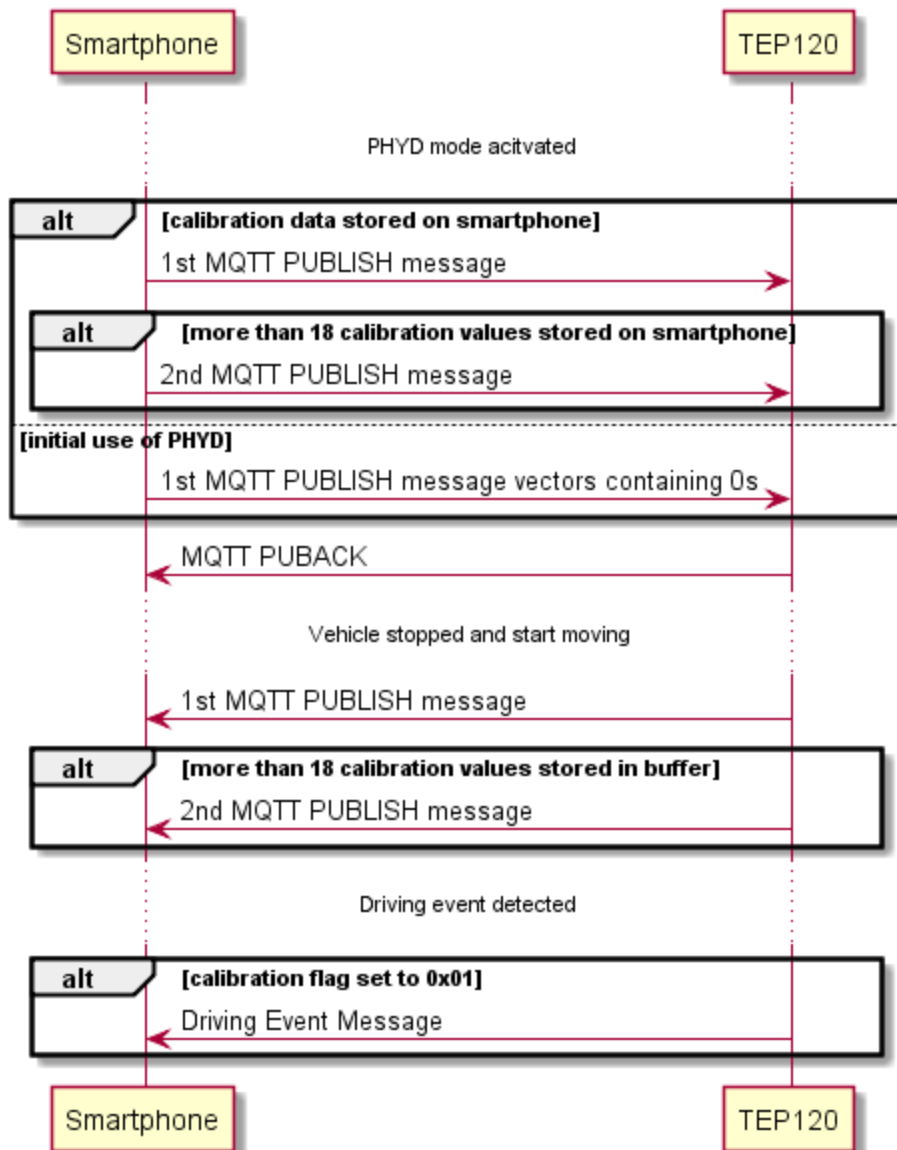 Smartphone TEP120
PHYD mode acitvated
alt [calibration data stored on smartphone]
1st MQTT PUBLISH message
alt [more than 18 calibration values stored on smartphone]
2nd MQTT PUBLISH message
[initial use of PHYD]
1st MQTT PUBLISH message vectors containing 0s
MQTT PUBACK
Vehicle stopped and start moving
1st MQTT PUBLISH message
alt [more than 18 calibration values stored in buffer]
2nd MQTT PUBLISH message
Driving event detected
alt [calibration flag set to 0x01]
Driving Event Message
Smartphone TEP120